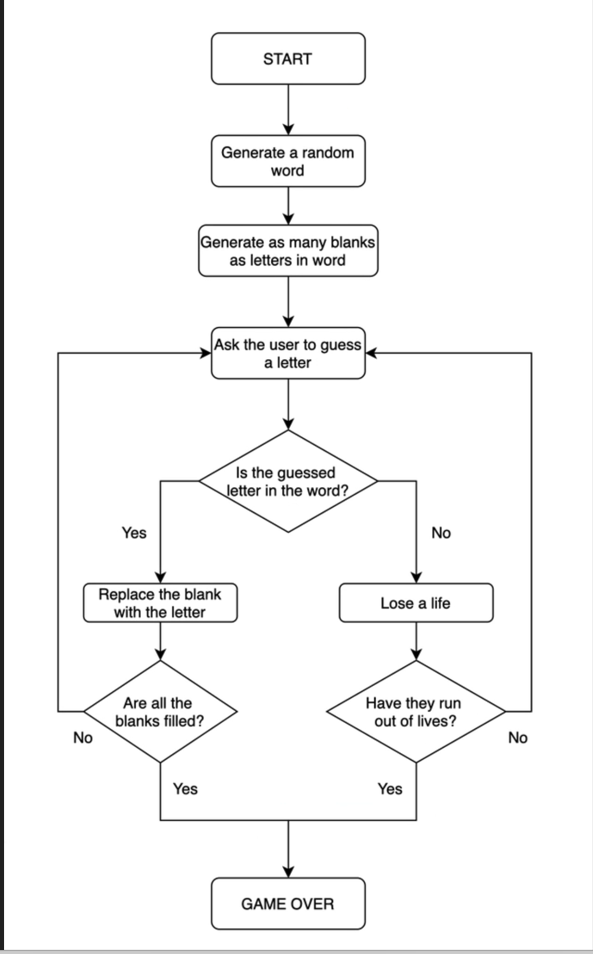 START
Generate a random
word
Generate as many blanks
as letters in word
Ask the user to guess
a letter
Is the guessed
letter in the word?
Yes
No
Replace the blank
with the letter
Lose a life
Are all the
blanks filled?
Have they run
out of lives?
No
No
Yes
Yes
GAME OVER